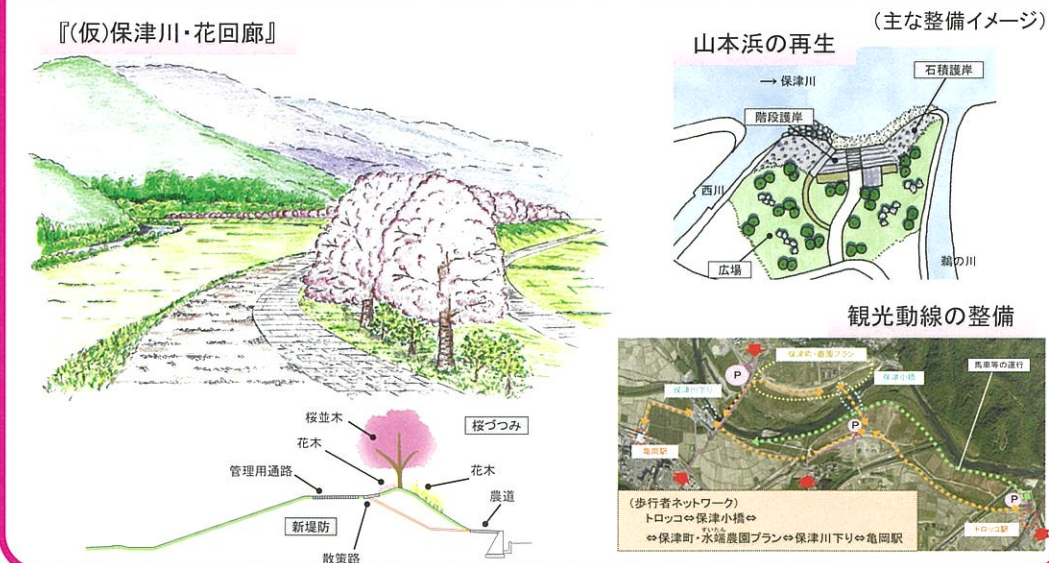 (主な整備イメージ)
『(仮)保津川・花回廊』
桜並木
花木
管理用通路
新堤防
散策路
桜づつみ
花木
農道
山本浜の再生
→ 保津川
石積護岸
階段護岸
西川
広場
鵜の川
観光動線の整備
保津町・農園プラン
P
保津川下り
保津小橋
馬車等の運行
亀岡駅
P
P
トロッコ駅
(歩行者ネットワーク)
トロッコ⇔保津小橋⇔
すいたん
⇔保津町・水端農園プラン⇔保津川下り⇔亀岡駅